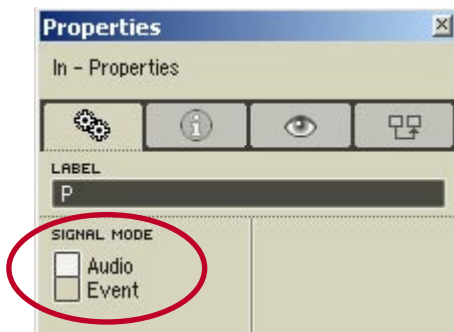 Properties
In - Properties
LABEL
P
SIGNAL MODE
Audio
Event